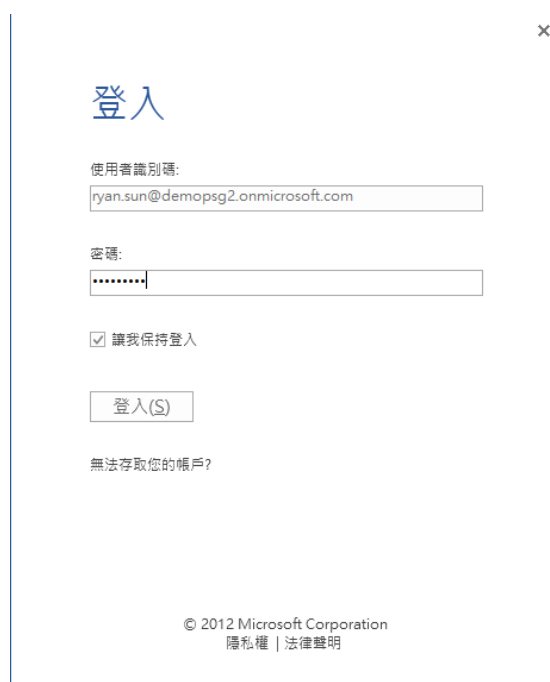 登入
使用者識別碼:
ryan.sun@demopsg2.onmicrosoft.com
密碼:
•••••••••
讓我保持登入
登入(S)
無法存取您的帳戶?
© 2012 Microsoft Corporation
隱私權 | 法律聲明